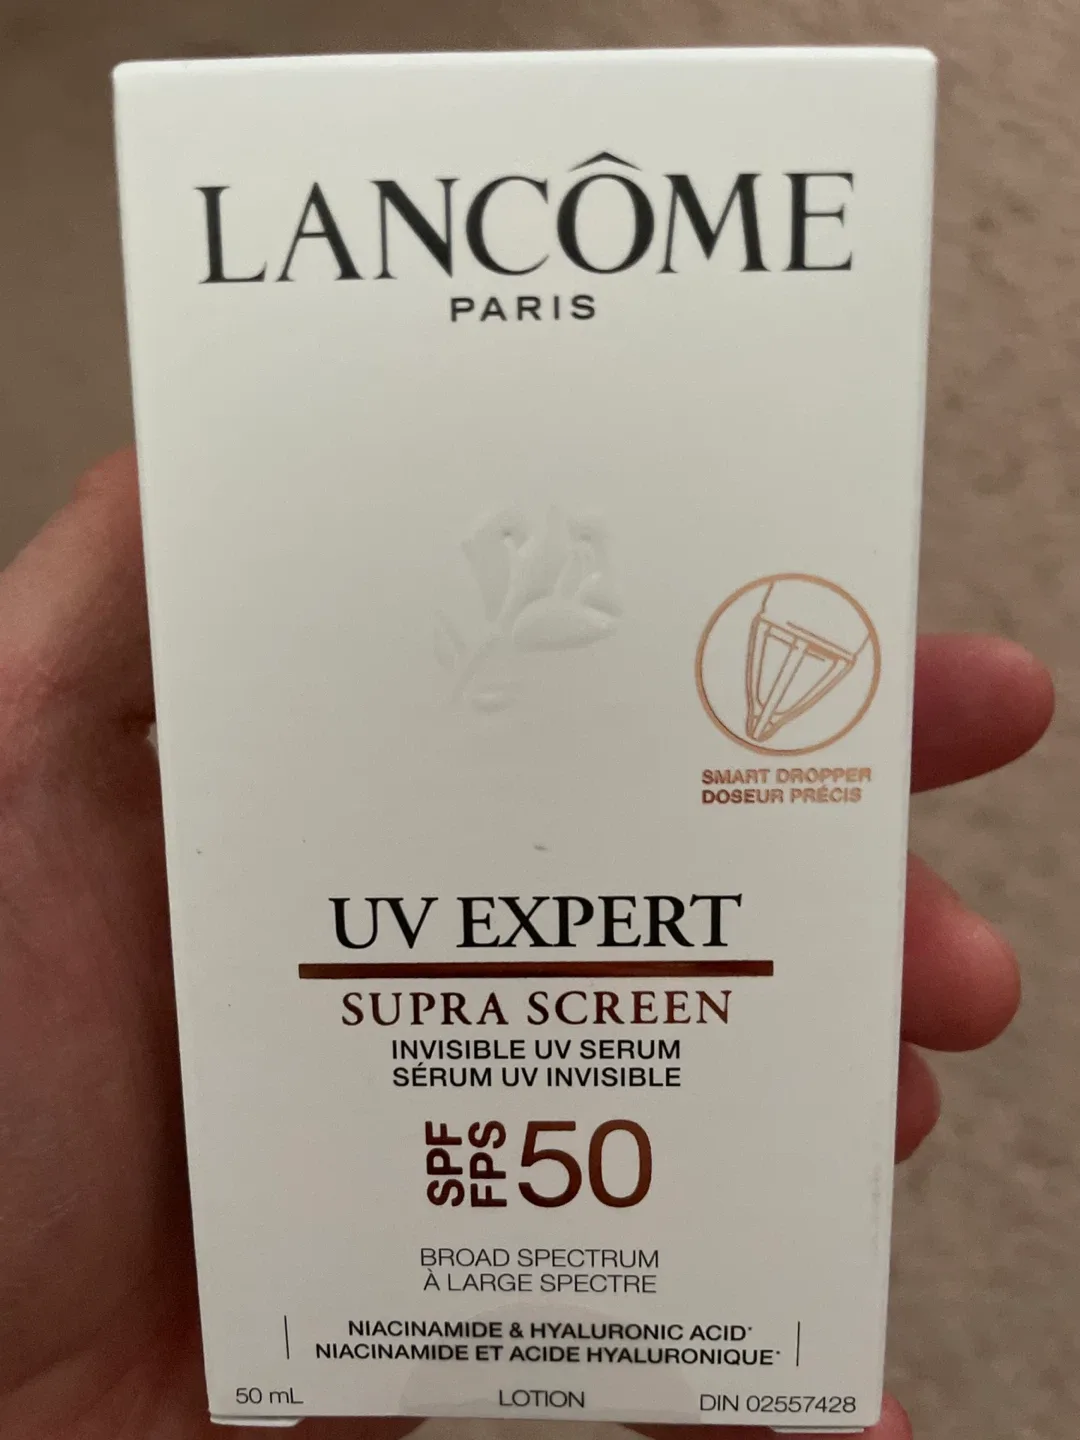 LANCÔME
PARIS
SMART DROPPER
DOSEUR PRÉCIS
UV EXPERT
SUPRA SCREEN
INVISIBLE UV SERUM
SÉRUM UV INVISIBLE
SPF
FPS
50
BROAD SPECTRUM
À LARGE SPECTRE
NIACINAMIDE & HYALURONIC ACID*
NIACINAMIDE ET ACIDE HYALURONIQUE*
50 mL LOTION DIN 02557428